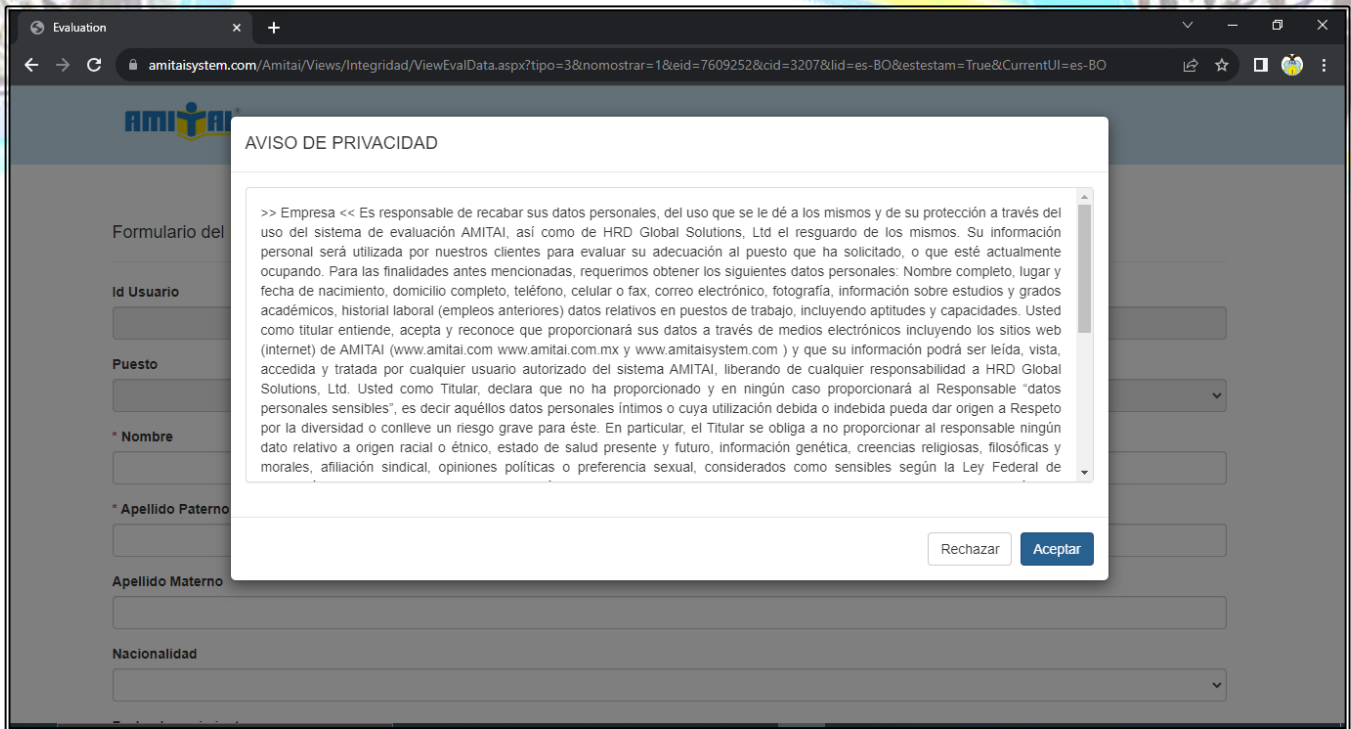 Evaluation
amitaisystem.com/Amitai/Views/Integridad/ViewEvalData.aspx?tipo=3&nomostrar=1&eid=7609252&cid=3207&lid=es-BO&estestam=True&CurrentUI=es-BO
AVISO DE PRIVACIDAD
>> Empresa << Es responsable de recabar sus datos personales, del uso que se le dé a los mismos y de su protección a través del
uso del sistema de evaluación AMITAI, así como de HRD Global Solutions, Ltd el resguardo de los mismos. Su información
personal será utilizada por nuestros clientes para evaluar su adecuación al puesto que ha solicitado, o que esté actualmente
ocupando. Para las finalidades antes mencionadas, requerimos obtener los siguientes datos personales: Nombre completo, lugar y
fecha de nacimiento, domicilio completo, teléfono, celular o fax, correo electrónico, fotografía, información sobre estudios y grados
académicos, historial laboral (empleos anteriores) datos relativos en puestos de trabajo, incluyendo aptitudes y capacidades. Usted
como titular entiende, acepta y reconoce que proporcionará sus datos a través de medios electrónicos incluyendo los sitios web
(internet) de AMITAI (www.amitai.com www.amitai.com.mx y www.amitaisystem.com ) y que su información podrá ser leída, vista,
accedida y tratada por cualquier usuario autorizado del sistema AMITAI, liberando de cualquier responsabilidad a HRD Global
Solutions, Ltd. Usted como Titular, declara que no ha proporcionado y en ningún caso proporcionará al Responsable “datos
personales sensibles”, es decir aquéllos datos personales íntimos o cuya utilización debida o indebida pueda dar origen a Respeto
por la diversidad o conlleve un riesgo grave para éste. En particular, el Titular se obliga a no proporcionar al responsable ningún
dato relativo a origen racial o étnico, estado de salud presente y futuro, información genética, creencias religiosas, filosóficas y
morales, afiliación sindical, opiniones políticas o preferencia sexual, considerados como sensibles según la Ley Federal de
Rechazar Aceptar
Formulario del
Id Usuario
Puesto
* Nombre
* Apellido Paterno
Apellido Materno
Nacionalidad